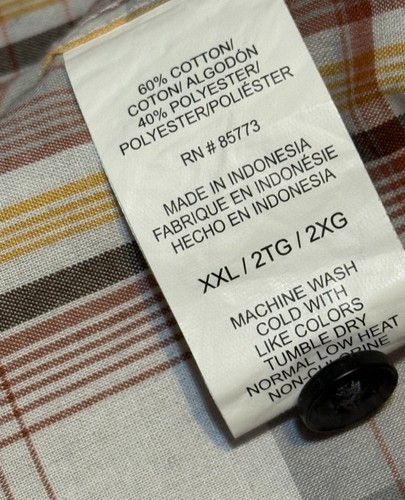 60% COTTON/
COTON/ ALGODÓN
40% POLYESTER/
POLYESTER/POLIÉSTER
RN # 85773
MADE IN INDONESIA
FABRIQUE EN INDONÉSIE
HECHO EN INDONESIA
XXL / 2TG / 2XG
MACHINE WASH
COLD WITH
LIKE COLORS
TUMBLE DRY
NORMAL LOW HEAT
NON-CHLORINE